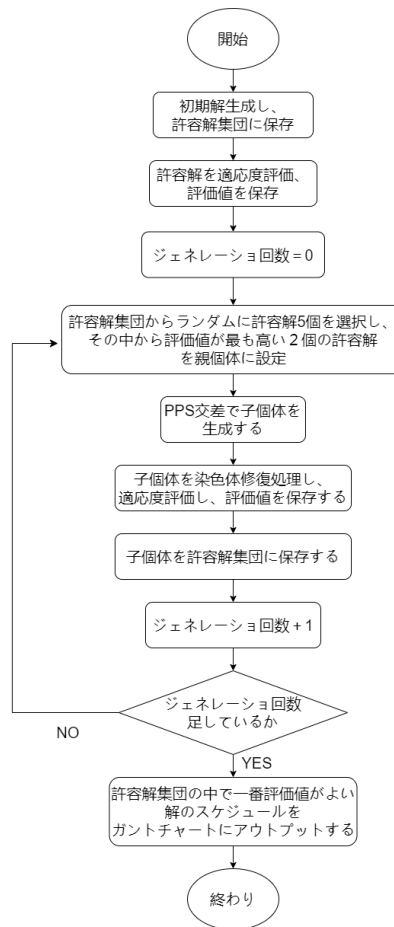 開始
初期解生成し、
許容解集団に保存
許容解を適応度評価、
評価値を保存
ジェネレーショ回数＝0
許容解集団からランダムに許容解5個を選択し、
その中から評価値が最も高い２個の許容解
を親個体に設定
PPS交差で子個体を
生成する
子個体を染色体修復処理し、
適応度評価し、評価値を保存する
子個体を許容解集団に保存する
ジェネレーショ回数＋1
ジェネレーショ回数
足しているか
NO
YES
許容解集団の中で一番評価値がよい
解のスケジュールを
ガントチャートにアウトプットする
終わり